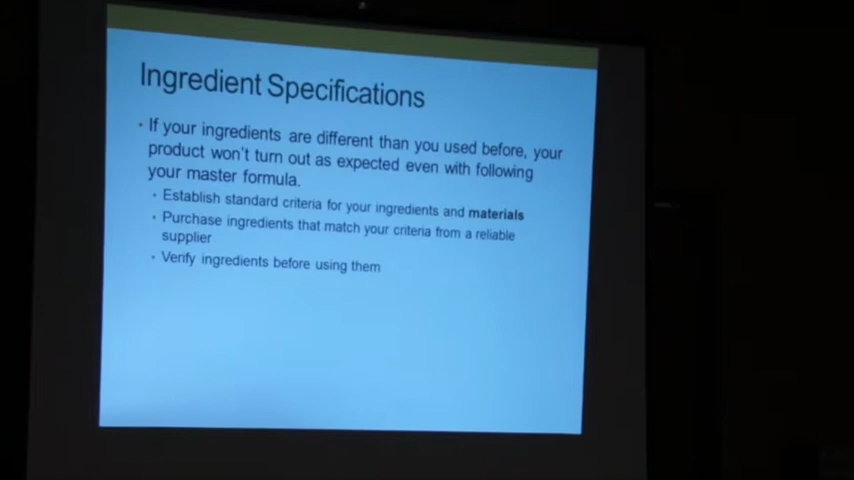 Ingredient Specifications
• If your ingredients are different than you used before, your
product won't turn out as expected even with following
your master formula.
• Establish standard criteria for your ingredients and materials
• Purchase ingredients that match your criteria from a reliable
supplier
• Verify ingredients before using them